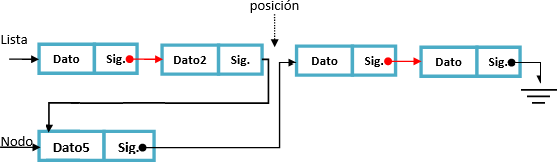 posición
Lista
Dato Sig. Dato2 Sig. Dato Sig. Dato Sig.
Nodo
Dato5 Sig.